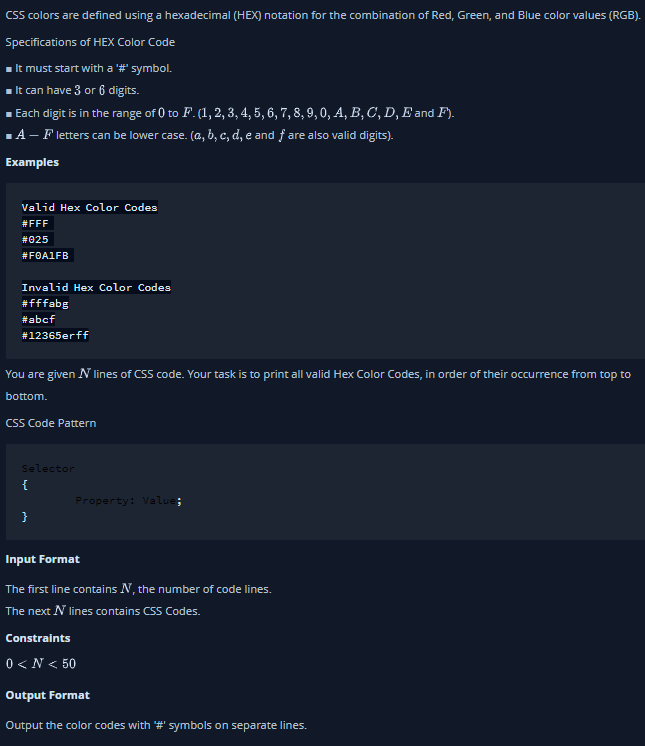 CSS colors are defined using a hexadecimal (HEX) notation for the combination of Red, Green, and Blue color values (RGB).
Specifications of HEX Color Code
■ It must start with a '#' symbol.
■ It can have 3 or 6 digits.
■ Each digit is in the range of 0 to F. (1, 2, 3, 4, 5, 6, 7, 8, 9, 0, A, B, C, D, E and F).
■ A − F letters can be lower case. (a, b, c, d, e and f are also valid digits).
Examples
Valid Hex Color Codes
#FFF
#025
#F0A1FB
Invalid Hex Color Codes
#fffabg
#abcf
#12365erff
You are given N lines of CSS code. Your task is to print all valid Hex Color Codes, in order of their occurrence from top to
bottom.
CSS Code Pattern
Selector
{
Property: Value;
}
Input Format
The first line contains N, the number of code lines.
The next N lines contains CSS Codes.
Constraints
0 < N < 50
Output Format
Output the color codes with '#' symbols on separate lines.